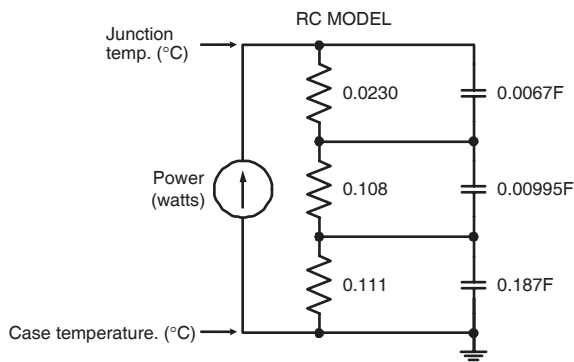 RC MODEL
Junction
temp. (°C)
0.0230
0.0067F
Power
(watts)
0.108
0.00995F
0.111
0.187F
Case temperature. (°C)